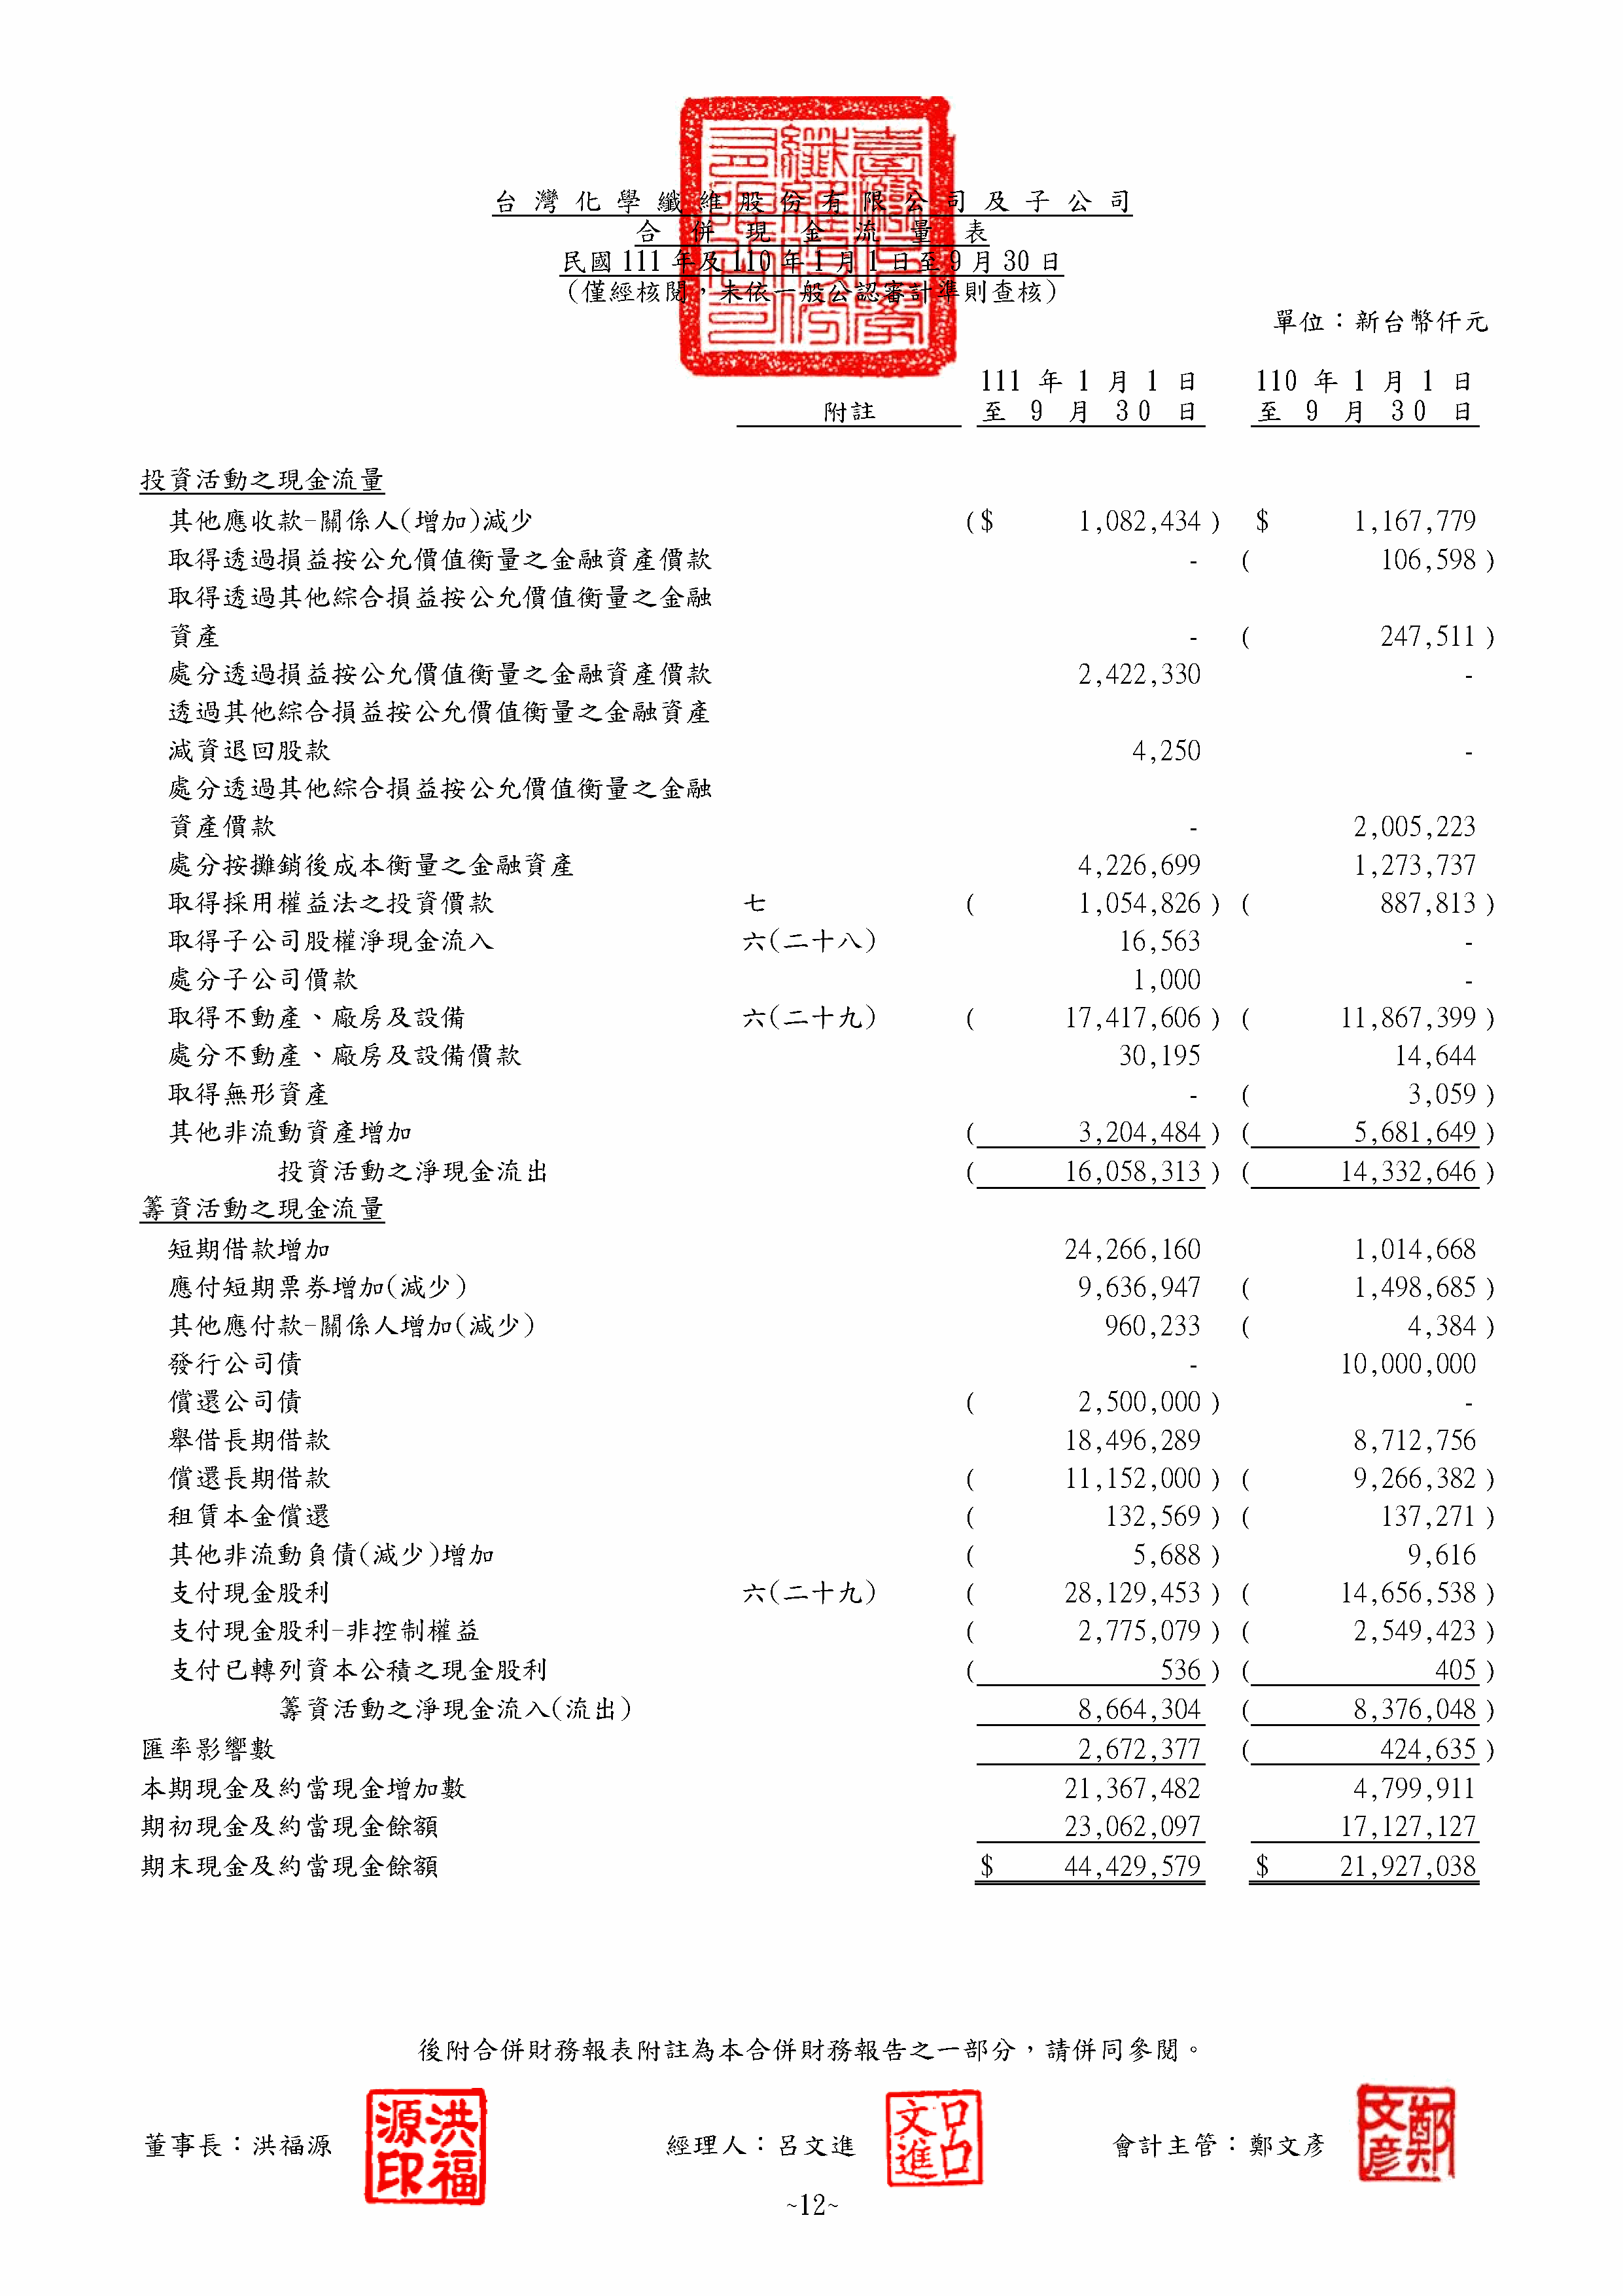 台灣化學纖維股份有限公司及子公司
合併現金流量表
民國 111 年及 110 年 1 月 1 日至 9 月 30 日
(僅經核閱，未依一般公認審計準則查核)
單位：新台幣仟元
111 年 1 月 1 日 110 年 1 月 1 日
附註 至 9 月 30 日 至 9 月 30 日
投資活動之現金流量
其他應收款-關係人(增加)減少 ($ 1,082,434 ) $ 1,167,779
取得透過損益按公允價值衡量之金融資產價款 - ( 106,598 )
取得透過其他綜合損益按公允價值衡量之金融
資產 - ( 247,511 )
處分透過損益按公允價值衡量之金融資產價款 2,422,330 -
透過其他綜合損益按公允價值衡量之金融資產
減資退回股款 4,250 -
處分透過其他綜合損益按公允價值衡量之金融
資產價款 - 2,005,223
處分按攤銷後成本衡量之金融資產 4,226,699 1,273,737
取得採用權益法之投資價款 七 ( 1,054,826 ) ( 887,813 )
取得子公司股權淨現金流入 六(二十八) 16,563 -
處分子公司價款 1,000 -
取得不動產、廠房及設備 六(二十九) ( 17,417,606 ) ( 11,867,399 )
處分不動產、廠房及設備價款 30,195 14,644
取得無形資產 - ( 3,059 )
其他非流動資產增加 ( 3,204,484 ) ( 5,681,649 )
投資活動之淨現金流出 ( 16,058,313 ) ( 14,332,646 )
籌資活動之現金流量
短期借款增加 24,266,160 1,014,668
應付短期票券增加(減少) 9,636,947 ( 1,498,685 )
其他應付款-關係人增加(減少) 960,233 ( 4,384 )
發行公司債 - 10,000,000
償還公司債 ( 2,500,000 ) -
舉借長期借款 18,496,289 8,712,756
償還長期借款 ( 11,152,000 ) ( 9,266,382 )
租賃本金償還 ( 132,569 ) ( 137,271 )
其他非流動負債(減少)增加 ( 5,688 ) 9,616
支付現金股利 六(二十九) ( 28,129,453 ) ( 14,656,538 )
支付現金股利-非控制權益 ( 2,775,079 ) ( 2,549,423 )
支付已轉列資本公積之現金股利 ( 536 ) ( 405 )
籌資活動之淨現金流入(流出) 8,664,304 ( 8,376,048 )
匯率影響數 2,672,377 ( 424,635 )
本期現金及約當現金增加數 21,367,482 4,799,911
期初現金及約當現金餘額 23,062,097 17,127,127
期末現金及約當現金餘額 $ 44,429,579 $ 21,927,038
後附合併財務報表附註為本合併財務報告之一部分，請併同參閱。
董事長：洪福源 洪福源印 經理人：呂文進 呂文進 會計主管：鄭文彥 鄭文彥
~12~